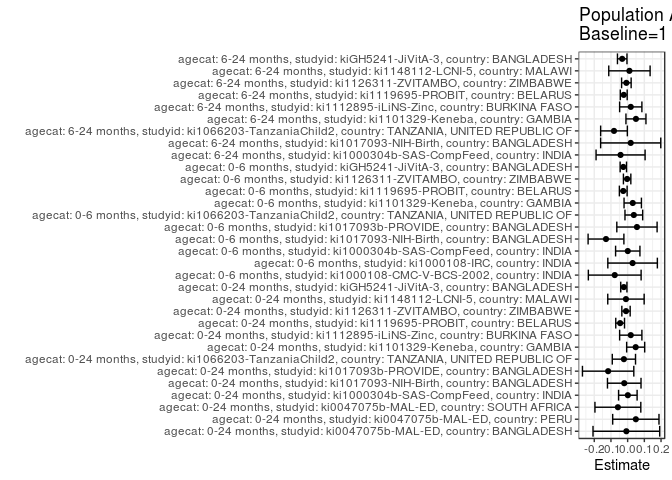 Population A
Baseline=1
agecat: 6-24 months, studyid: kiGH5241-JiVitA-3, country: BANGLADESH
agecat: 6-24 months, studyid: ki1148112-LCNI-5, country: MALAWI
agecat: 6-24 months, studyid: ki1126311-ZVITAMBO, country: ZIMBABWE
agecat: 6-24 months, studyid: ki1119695-PROBIT, country: BELARUS
agecat: 6-24 months, studyid: ki1112895-iLiNS-Zinc, country: BURKINA FASO
agecat: 6-24 months, studyid: ki1101329-Keneba, country: GAMBIA
agecat: 6-24 months, studyid: ki1066203-TanzaniaChild2, country: TANZANIA, UNITED REPUBLIC OF
agecat: 6-24 months, studyid: ki1017093-NIH-Birth, country: BANGLADESH
agecat: 6-24 months, studyid: ki1000304b-SAS-CompFeed, country: INDIA
agecat: 0-6 months, studyid: kiGH5241-JiVitA-3, country: BANGLADESH
agecat: 0-6 months, studyid: ki1126311-ZVITAMBO, country: ZIMBABWE
agecat: 0-6 months, studyid: ki1119695-PROBIT, country: BELARUS
agecat: 0-6 months, studyid: ki1101329-Keneba, country: GAMBIA
agecat: 0-6 months, studyid: ki1066203-TanzaniaChild2, country: TANZANIA, UNITED REPUBLIC OF
agecat: 0-6 months, studyid: ki1017093b-PROVIDE, country: BANGLADESH
agecat: 0-6 months, studyid: ki1017093-NIH-Birth, country: BANGLADESH
agecat: 0-6 months, studyid: ki1000304b-SAS-CompFeed, country: INDIA
agecat: 0-6 months, studyid: ki1000108-IRC, country: INDIA
agecat: 0-6 months, studyid: ki1000108-CMC-V-BCS-2002, country: INDIA
agecat: 0-24 months, studyid: kiGH5241-JiVitA-3, country: BANGLADESH
agecat: 0-24 months, studyid: ki1148112-LCNI-5, country: MALAWI
agecat: 0-24 months, studyid: ki1126311-ZVITAMBO, country: ZIMBABWE
agecat: 0-24 months, studyid: ki1119695-PROBIT, country: BELARUS
agecat: 0-24 months, studyid: ki1112895-iLiNS-Zinc, country: BURKINA FASO
agecat: 0-24 months, studyid: ki1101329-Keneba, country: GAMBIA
agecat: 0-24 months, studyid: ki1066203-TanzaniaChild2, country: TANZANIA, UNITED REPUBLIC OF
agecat: 0-24 months, studyid: ki1017093b-PROVIDE, country: BANGLADESH
agecat: 0-24 months, studyid: ki1017093-NIH-Birth, country: BANGLADESH
agecat: 0-24 months, studyid: ki1000304b-SAS-CompFeed, country: INDIA
agecat: 0-24 months, studyid: ki0047075b-MAL-ED, country: SOUTH AFRICA
agecat: 0-24 months, studyid: ki0047075b-MAL-ED, country: PERU
agecat: 0-24 months, studyid: ki0047075b-MAL-ED, country: BANGLADESH
-0.20.10.00.10.2
Estimate